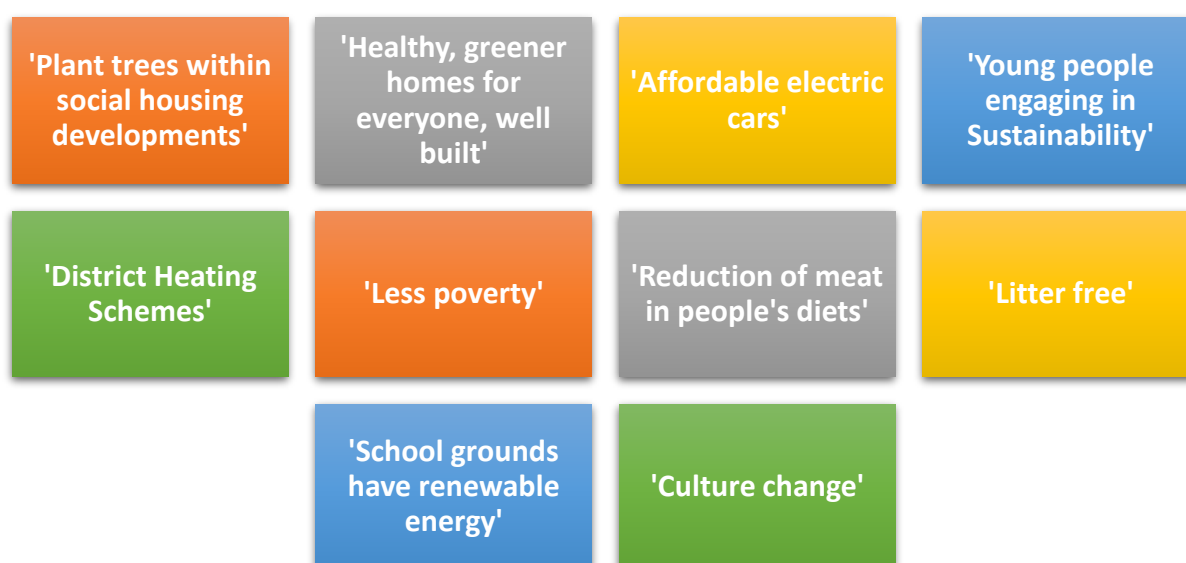 'Plant trees within
social housing
developments'
'Healthy, greener
homes for
everyone, well
built'
'Affordable electric
cars'
'Young people
engaging in
Sustainability'
'District Heating
Schemes'
'Less poverty'
'Reduction of meat
in people's diets'
'Litter free'
'School grounds
have renewable
energy'
'Culture change'